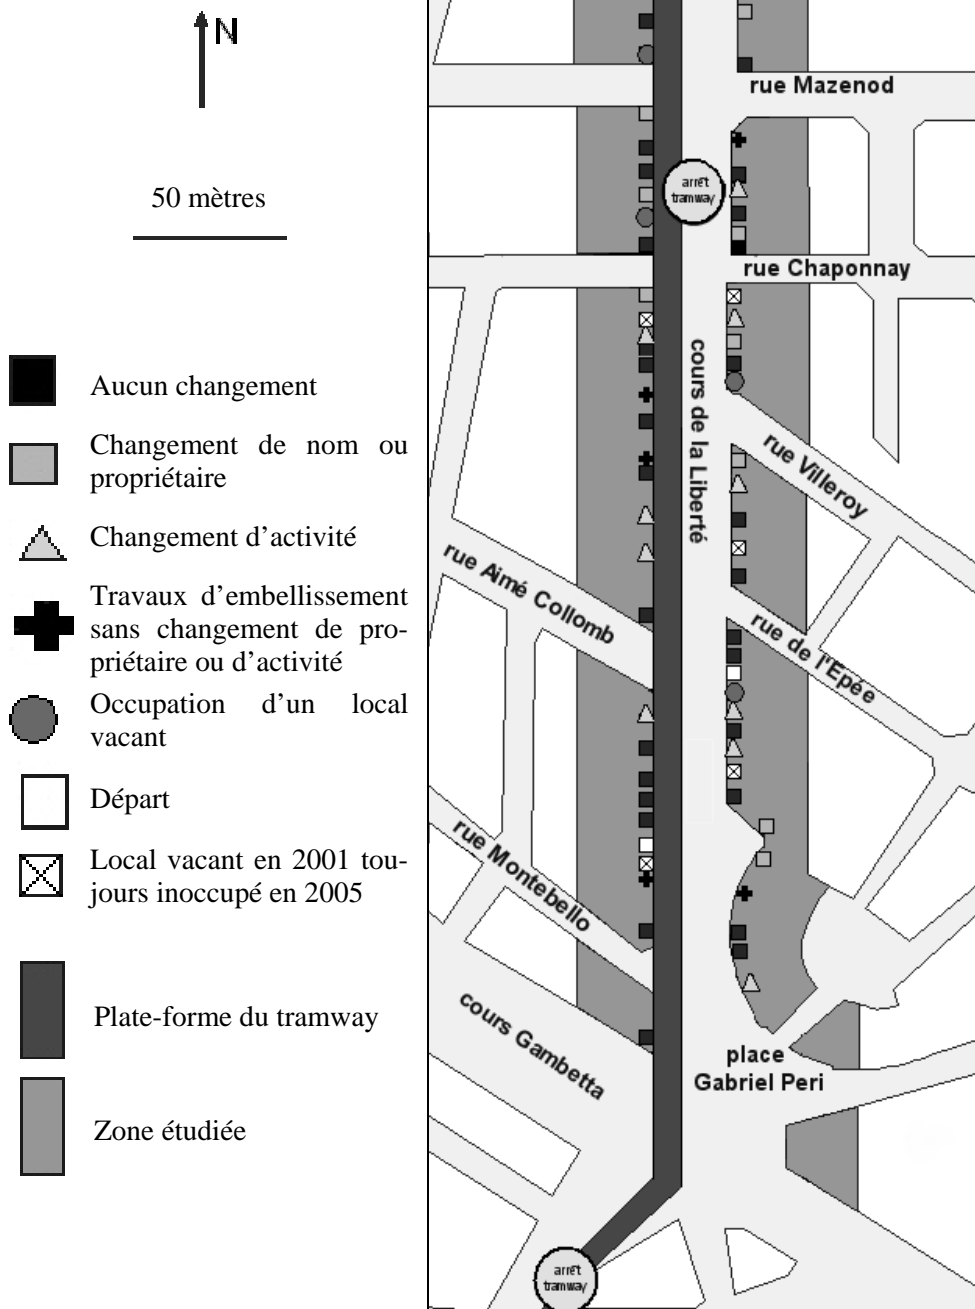 N
50 mètres
Aucun changement
Changement de nom ou
propriétaire
Changement d'activité
Travaux d'embellissement
sans changement de pro-
priétaire ou d'activité
Occupation d'un local
vacant
Départ
Local vacant en 2001 tou-
jours inoccupé en 2005
Plate-forme du tramway
Zone étudiée
rue Mazenod
arrêt
tramway
rue Chaponnay
cours de la Liberté
rue Villeroy
rue Aimé Collomb
rue de l'Epée
rue Montebello
cours Gambetta
place
Gabriel Peri
arrêt
tramway